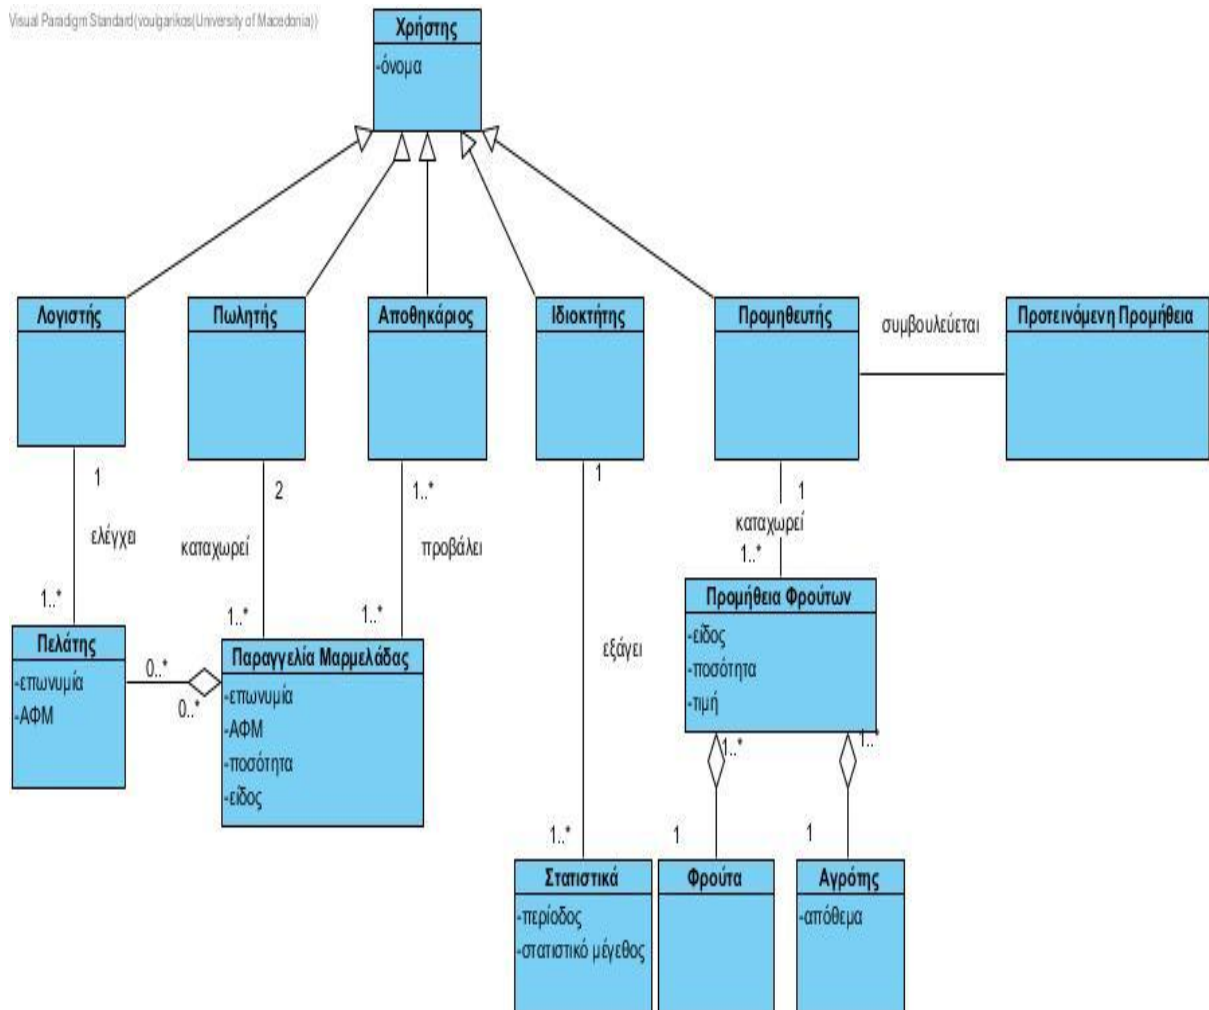 Visual Paradigm Standard(voulgarikos(University of Macedonia))
Χρήστης
-όνομα
Λογιστής
Πωλητής
Αποθηκάριος
Ιδιοκτήτης
Προμηθευτής
συμβουλεύεται
Προτεινόμενη Προμήθεια
1
2
1..*
1
1
ελέγχει
καταχωρεί
προβάλει
καταχωρεί
1..*
1..*
1..*
1..*
Πελάτης
-επωνυμία
-ΑΦΜ
0..*
0..*
Παραγγελία Μαρμελάδας
-επωνυμία
-ΑΦΜ
-ποσότητα
-είδος
εξάγει
Προμήθεια Φρούτων
-είδος
-ποσότητα
-τιμή
1..*
1..*
1..*
1
1
Στατιστικά
-περίοδος
-στατιστικό μέγεθος
Φρούτα
Αγρότης
-απόθεμα